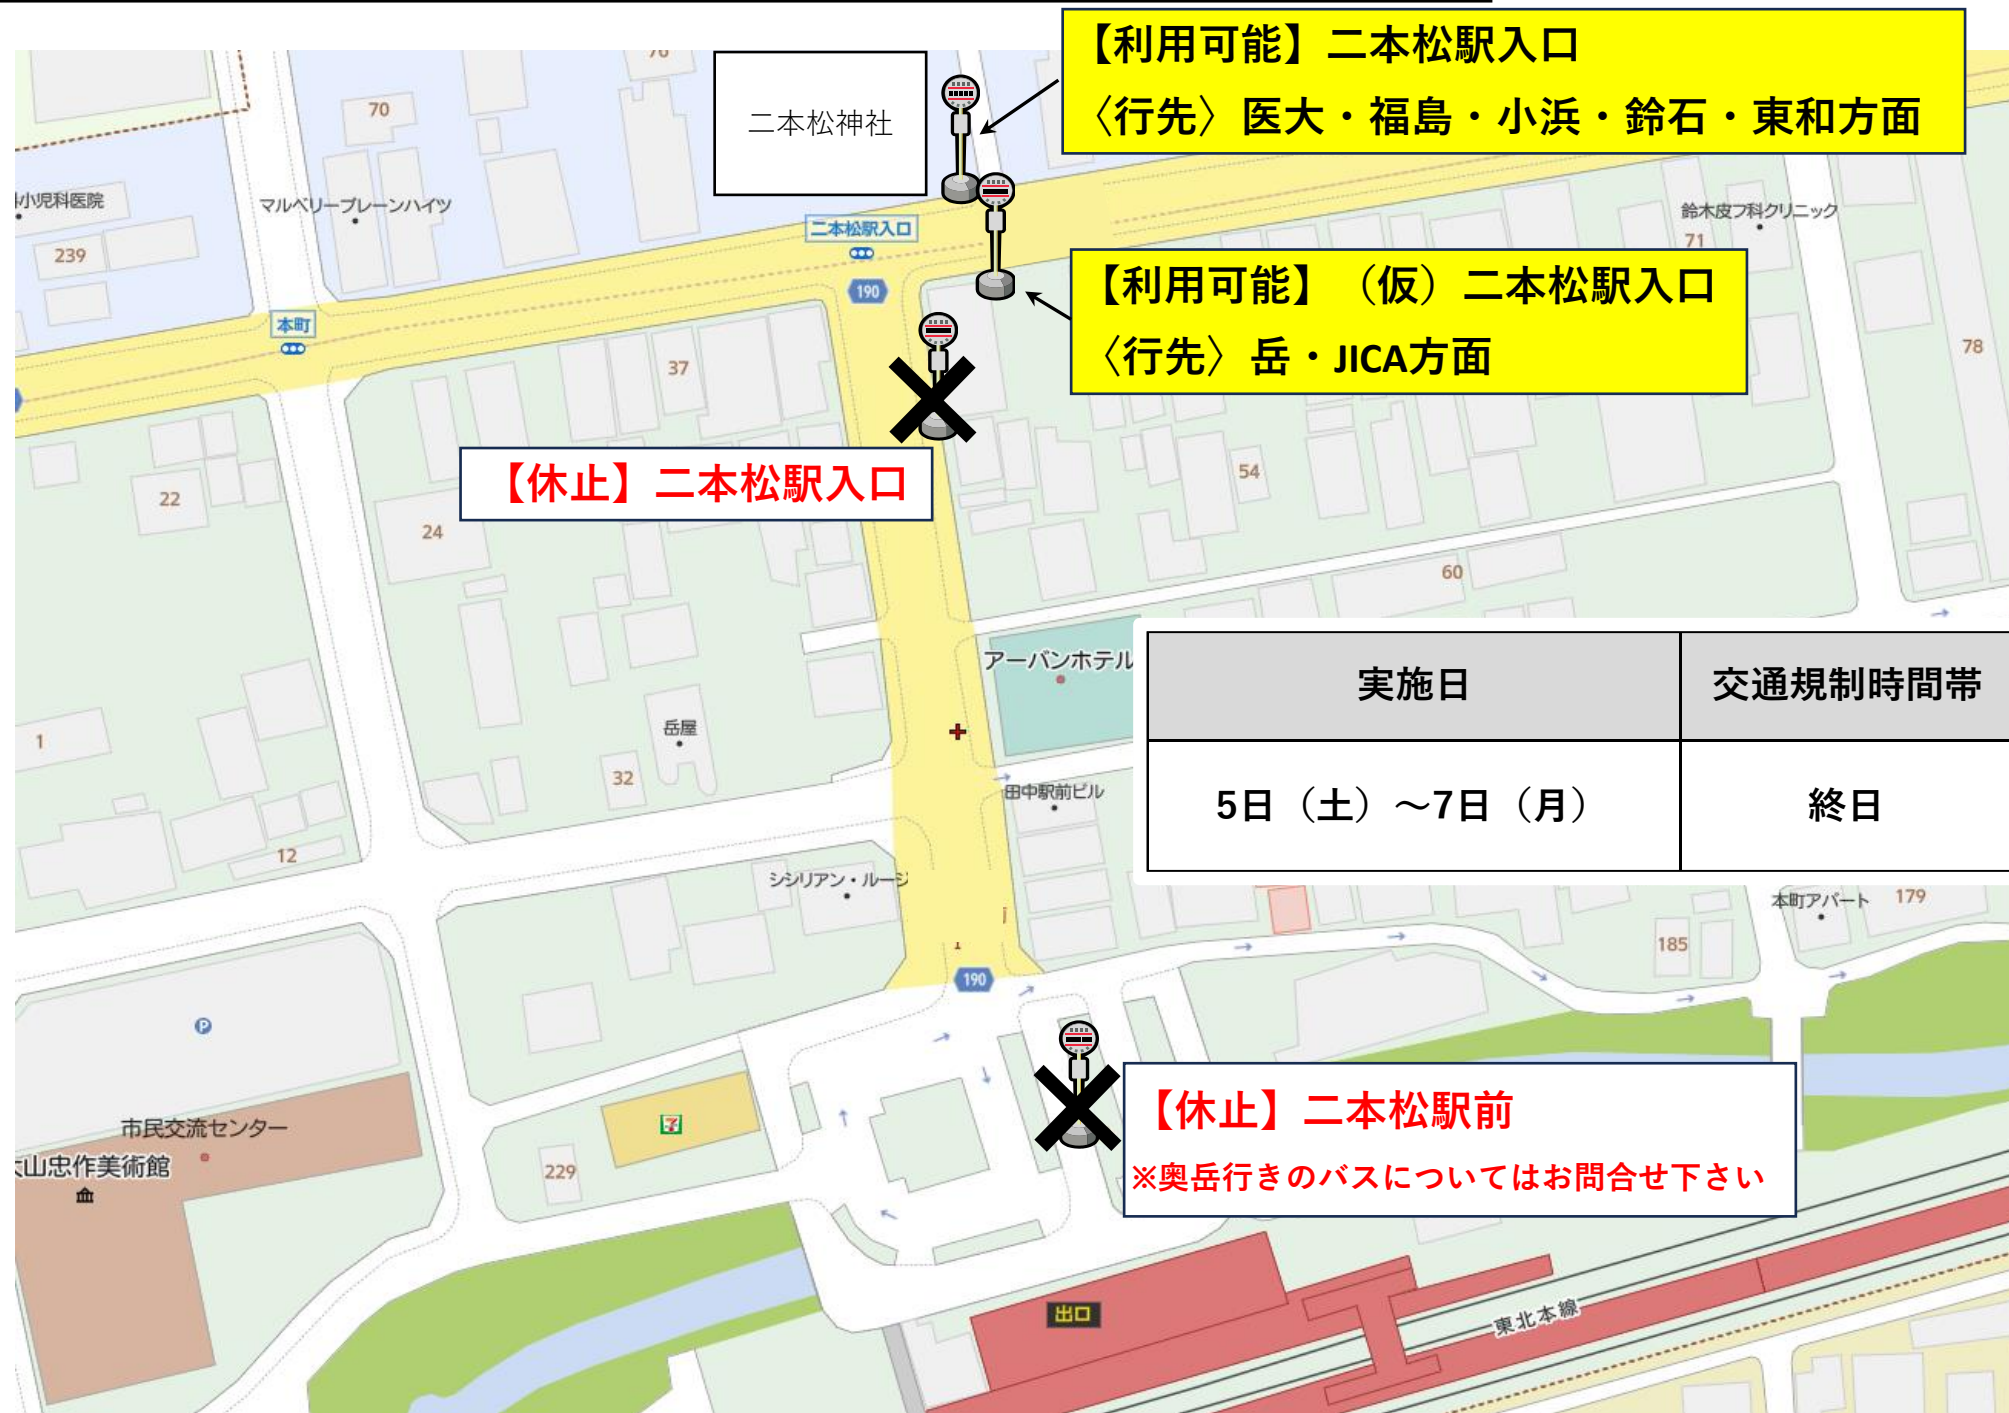 【利用可能】二本松駅入口
〈行先〉医大・福島・小浜・鈴石・東和方面
二本松神社
70
小児科医院
マルベリーブレーンハイツ
鈴木皮フ科クリニック
71
239
二本松駅入口
190
【利用可能】（仮）二本松駅入口
〈行先〉岳・JICA方面
本町
37
78
【休止】二本松駅入口
22
24
54
60
アーバンホテル
実施日
交通規制時間帯
5日（土）～7日（月）
終日
岳屋
1
32
田中駅前ビル
12
シシリアン・ルージ
本町アパート
179
185
190
P
【休止】二本松駅前
※奥岳行きのバスについてはお問合せ下さい
市民交流センター
山忠作美術館
7
229
出口
東北本線